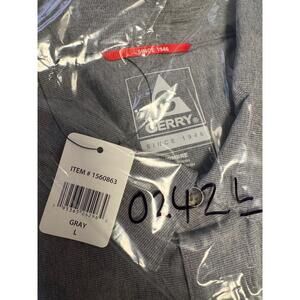 SINCE 1946
GERRY®
SINCE 1946
ITEM # 1560863
GRAY
L
02.42 L